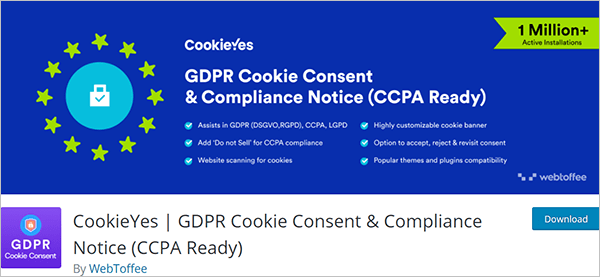 1 Million+
Active Installations
CookieYes
GDPR Cookie Consent
& Compliance Notice (CCPA Ready)
Assists in GDPR (DSGVO,RGPD), CCPA, LGPD
Highly customizable cookie banner
Add 'Do not Sell' for CCPA compliance
Option to accept, reject & revisit consent
Website scanning for cookies
Popular themes and plugins compatibility
webtoffee
GDPR
Cookie Consent
CookieYes | GDPR Cookie Consent & Compliance
Notice (CCPA Ready)
By WebToffee
Download